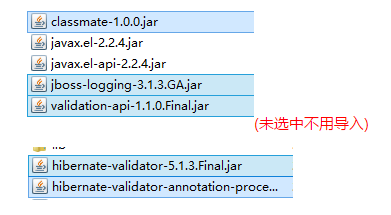 classmate-1.0.0.jar
javax.el-2.2.4.jar
javax.el-api-2.2.4.jar
jboss-logging-3.1.3.GA.jar
validation-api-1.1.0.Final.jar
(未选中不用导入)
hibernate-validator-5.1.3.Final.jar
hibernate-validator-annotation-proce...